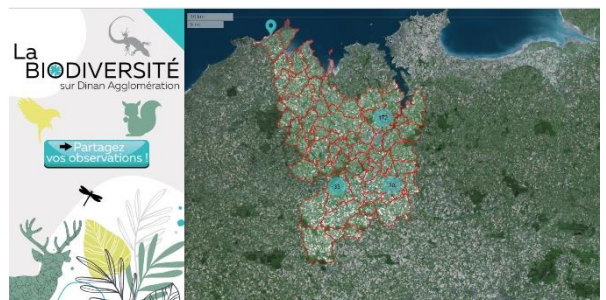 La
BIODIVERSITÉ
sur Dinan Agglomération
Partagez
vos observations !